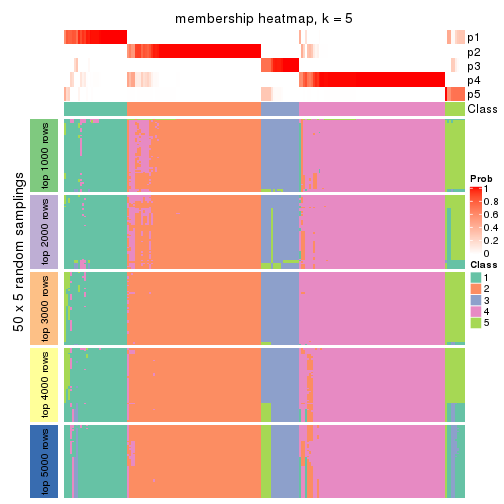 membership heatmap, k = 5
p1
p2
p3
p4
p5
Class
50 x 5 random samplings
top 1000 rows
top 2000 rows
top 3000 rows
top 4000 rows
top 5000 rows
Prob
1
0.8
0.6
0.4
0.2
0
Class
1
2
3
4
5